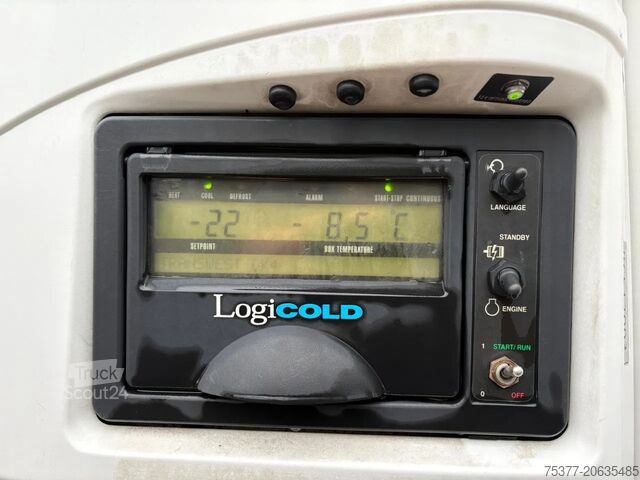 HEAT COOL DEFROST ALARM START-STOP CONTINUOUS
-22 -8,5 °C
SETPOINT BOX TEMPERATURE
LogiCOLD
LANGUAGE
STANDBY
ENGINE
1 START/RUN
0 OFF
Truck
Scout24
75377-20635485